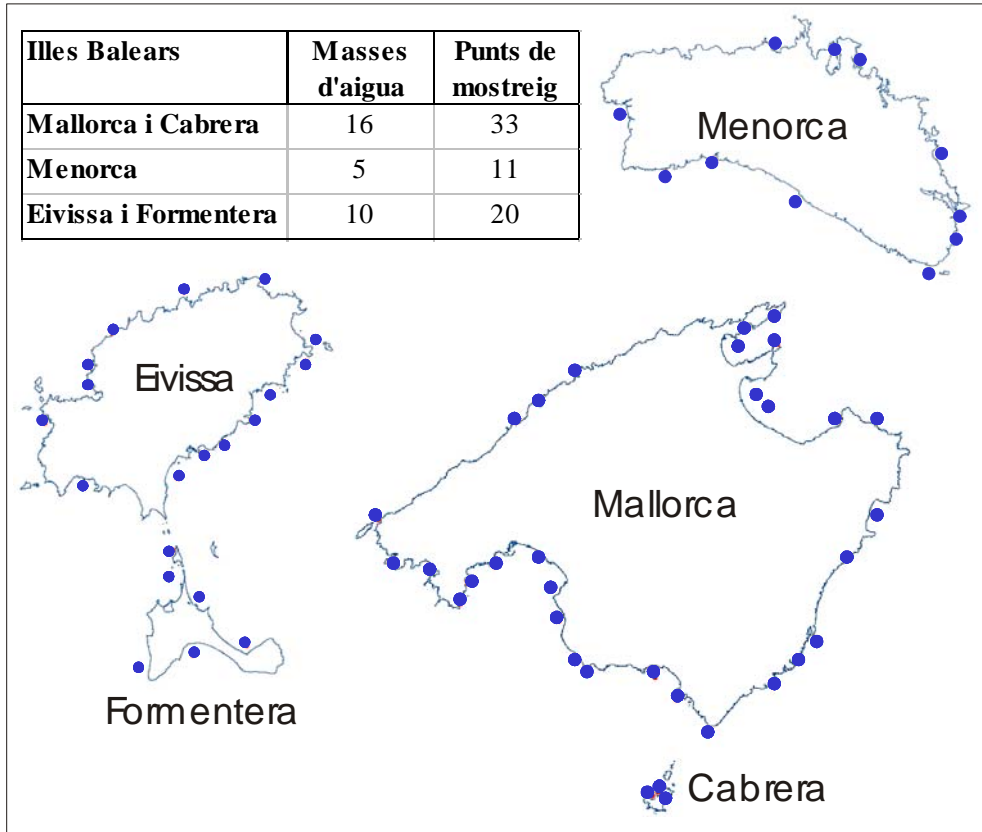 Illes Balears Masses d'aigua Punts de mostreig
Mallorca i Cabrera 16 33
Menorca 5 11
Eivissa i Formentera 10 20
Menorca
Eivissa
Mallorca
Formentera
Cabrera